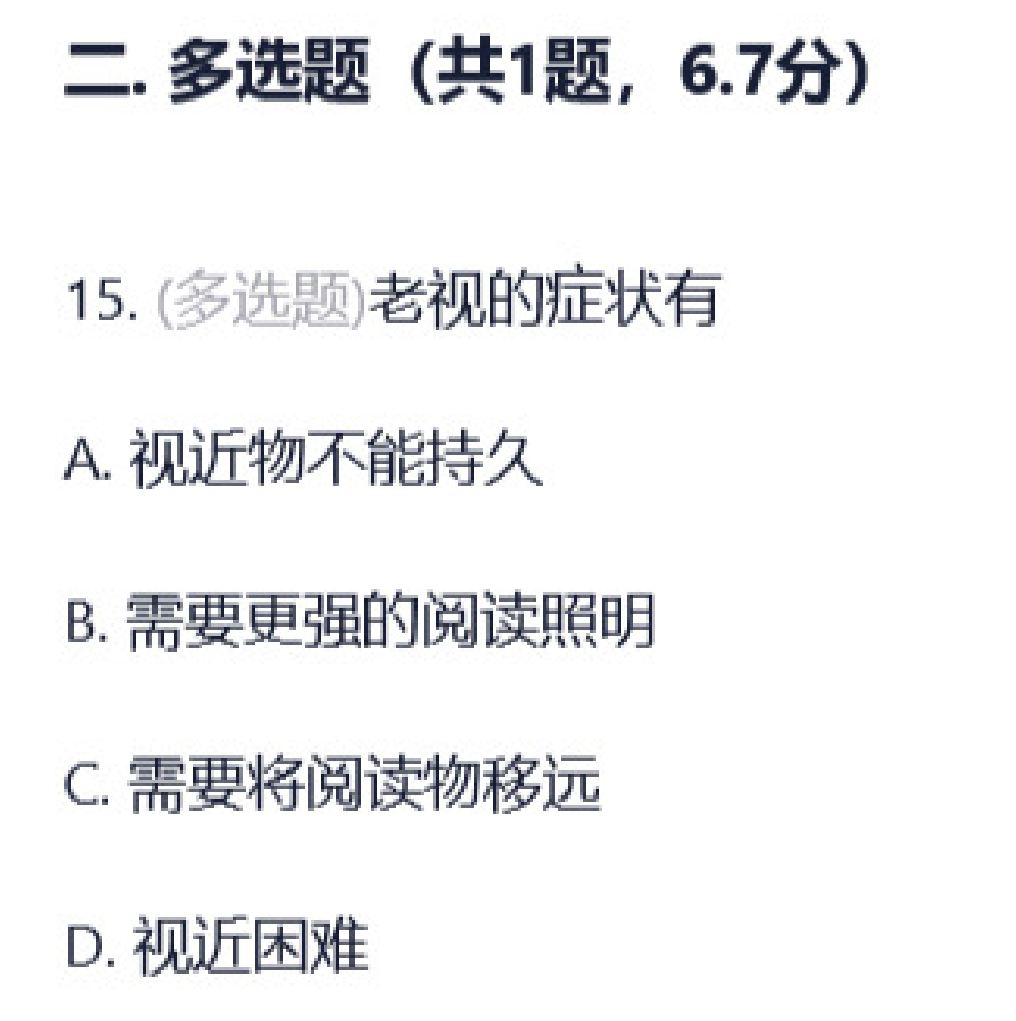 二. 多选题（共1题，6.7分）
15. (多选题)老视的症状有
A. 视近物不能持久
B. 需要更强的阅读照明
C. 需要将阅读物移远
D. 视近困难